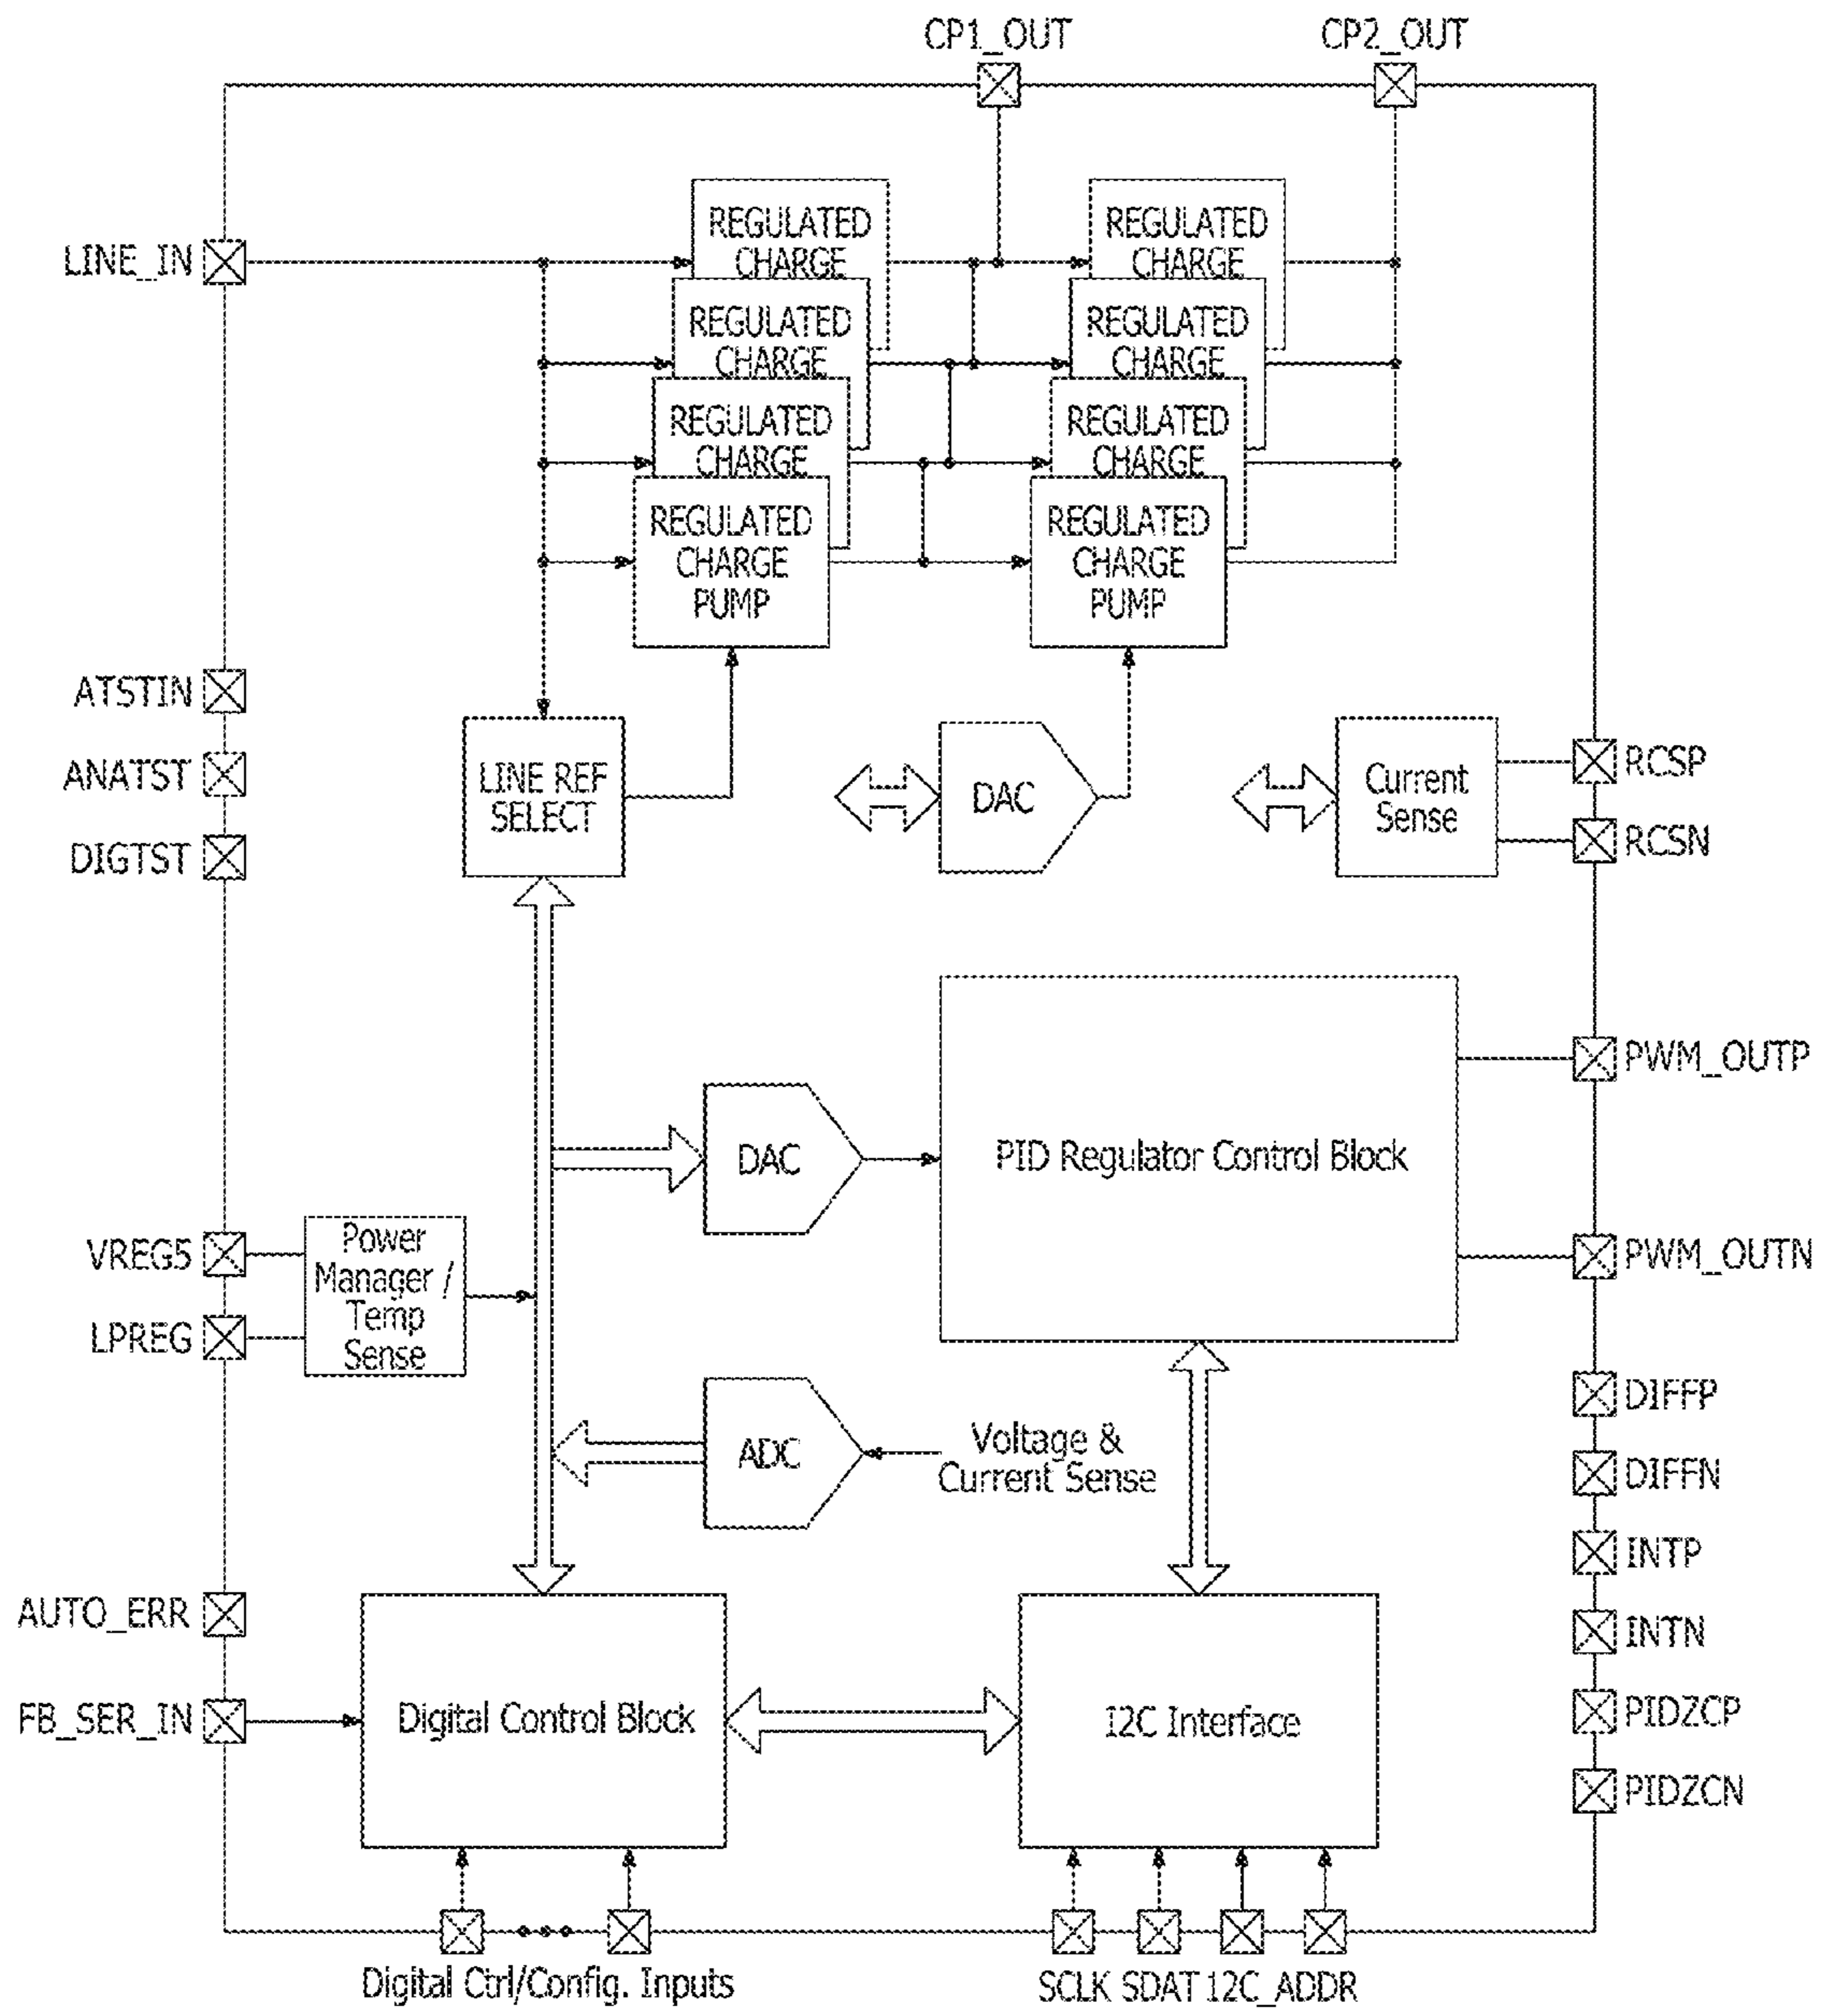 CP1_OUT
CP2_OUT
LINE_IN
REGULATED
CHARGE
REGULATED
CHARGE
REGULATED
CHARGE
REGULATED
CHARGE
PUMP
REGULATED
CHARGE
REGULATED
CHARGE
REGULATED
CHARGE
REGULATED
CHARGE
PUMP
ATSTIN
ANATST
DIGTST
LINE REF
SELECT
DAC
Current
Sense
RCSP
RCSN
DAC
PID Regulator Control Block
PWM_OUTP
PWM_OUTN
VREG5
LPREG
Power
Manager /
Temp
Sense
ADC
Voltage &
Current Sense
DIFFP
DIFFN
INTP
INTN
PIDZCP
PIDZCN
AUTO_ERR
FB_SER_IN
Digital Control Block
I2C Interface
Digital Ctrl/Config. Inputs
SCLK SDAT I2C_ADDR